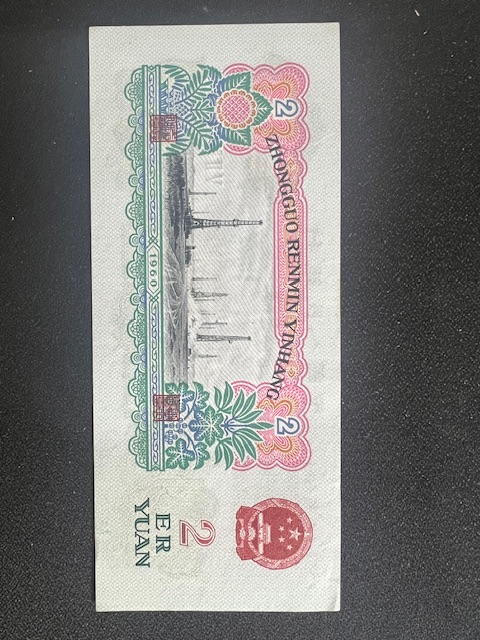 ZHONGGUO RENMIN YINHANG
2
2
1960
2
ER
YUAN